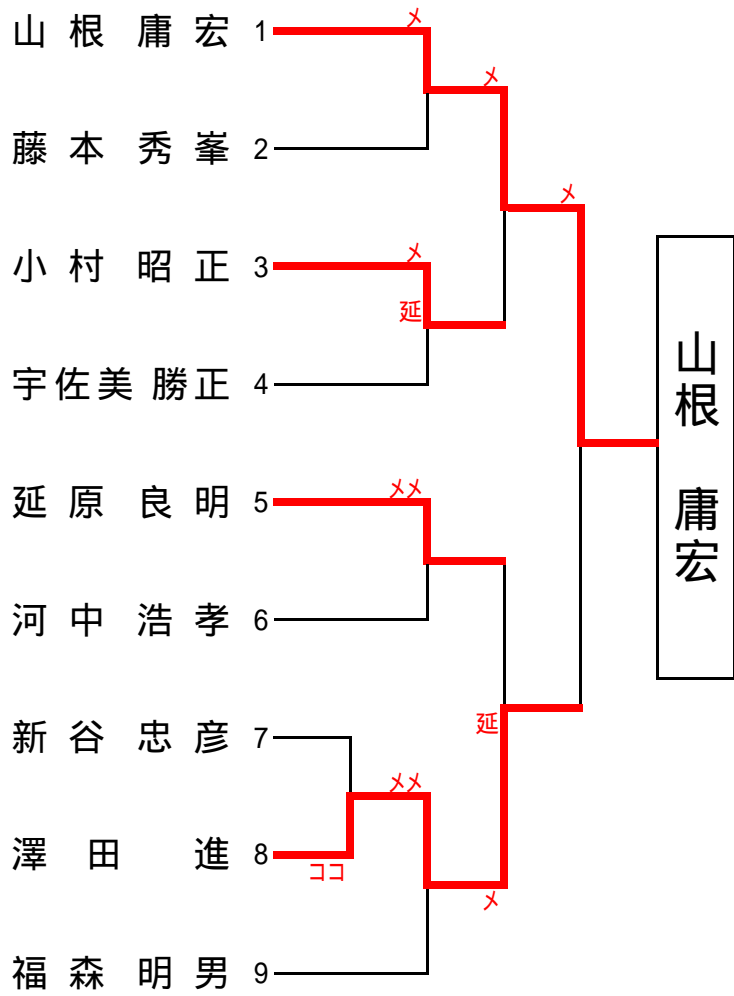 山根 庸宏 1
メ
メ
藤本 秀峯 2
メ
小村 昭正 3
メ
延
宇佐美 勝正 4
山根 庸宏
延原 良明 5
メメ
河中 浩孝 6
延
新谷 忠彦 7
メメ
澤田 進 8
ココ
メ
福森 明男 9